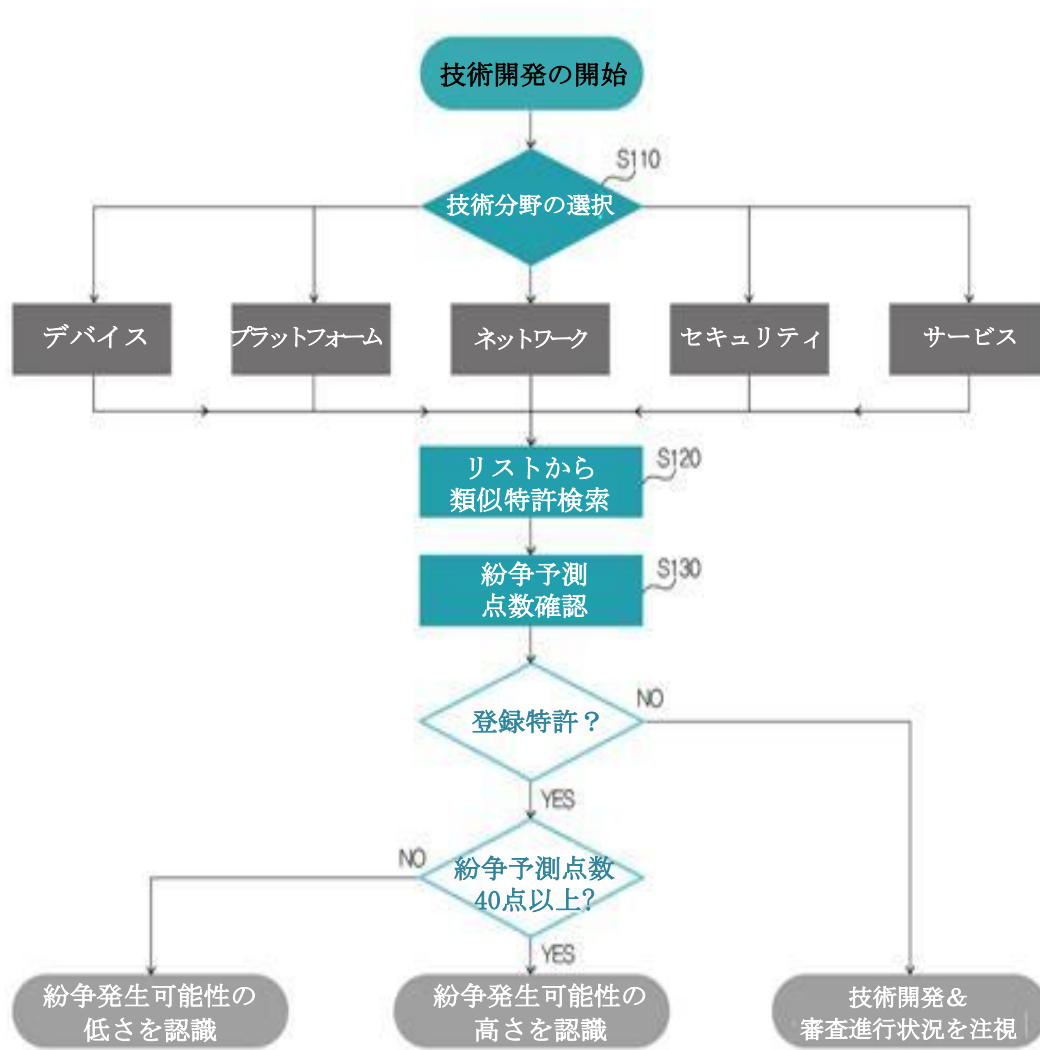 技術開発の開始
S110
技術分野の選択
デバイス
プラットフォーム
ネットワーク
セキュリティ
サービス
リストから
類似特許検索
S120
紛争予測
点数確認
S130
登録特許？
NO
YES
紛争予測点数
40点以上?
NO
YES
紛争発生可能性の
低さを認識
紛争発生可能性の
高さを認識
技術開発＆
審査進行状況を注視